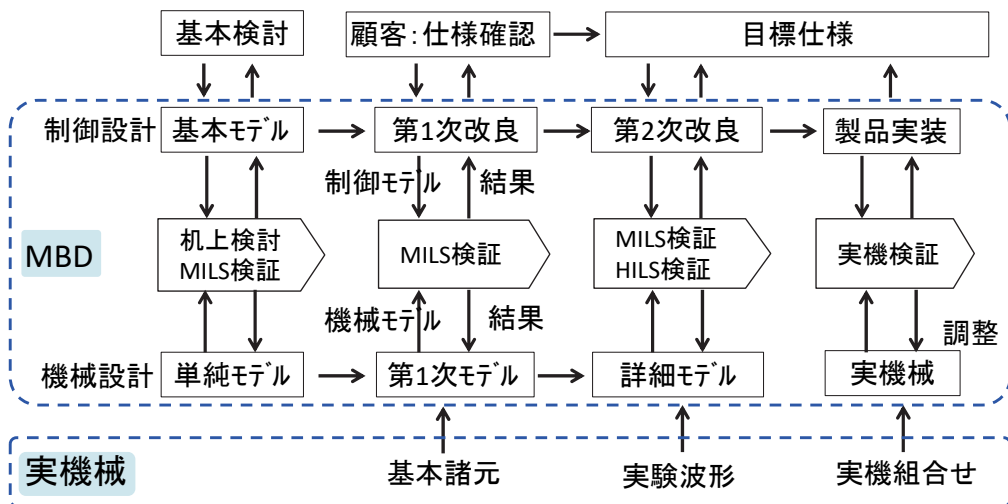 基本検討
顧客：仕様確認
目標仕様
制御設計
基本ﾓﾃﾞﾙ
第1次改良
第2次改良
製品実装
制御ﾓﾃﾞﾙ
結果
MBD
机上検討
MILS検証
MILS検証
MILS検証
HILS検証
実機検証
機械ﾓﾃﾞﾙ
結果
調整
機械設計
単純ﾓﾃﾞﾙ
第1次ﾓﾃﾞﾙ
詳細ﾓﾃﾞﾙ
実機械
実機械
基本諸元
実験波形
実機組合せ